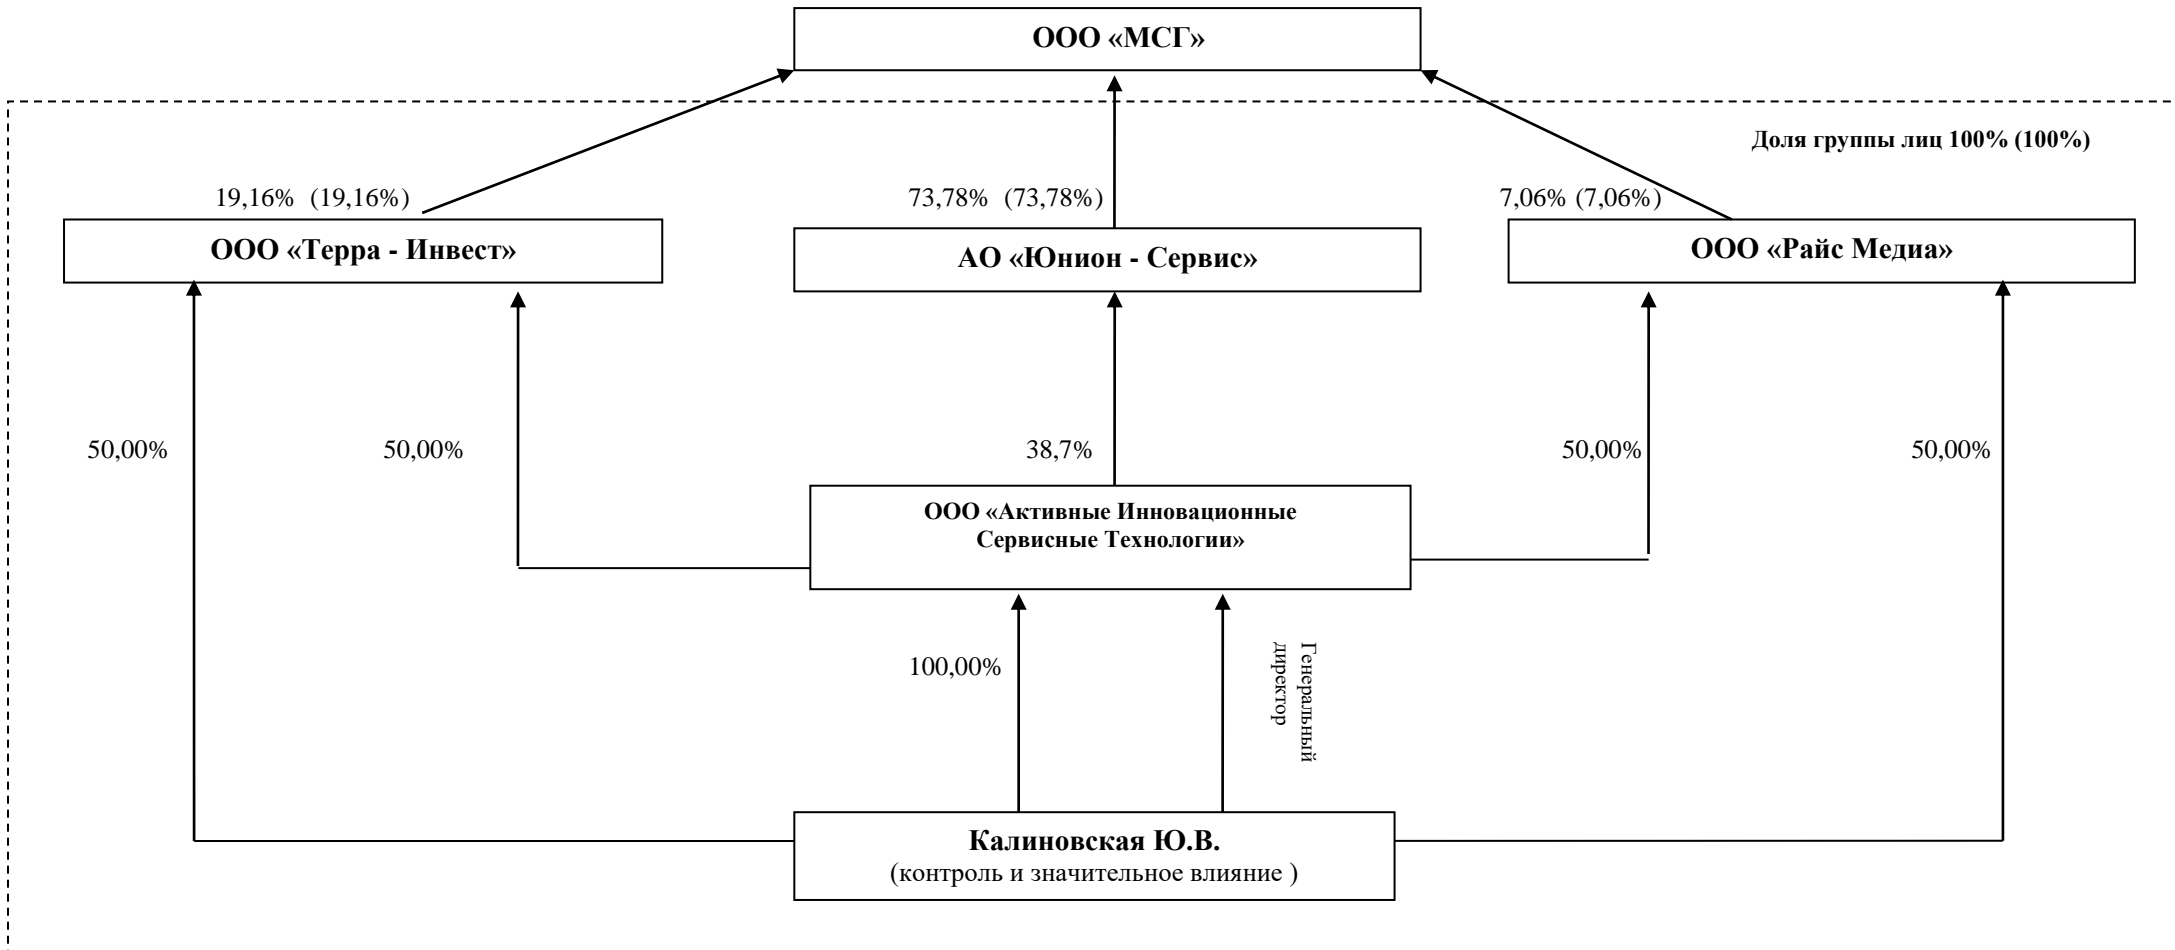 ООО «МСГ»
Доля группы лиц 100% (100%)
19,16% (19,16%)
73,78% (73,78%)
7,06% (7,06%)
ООО «Терра - Инвест»
АО «Юнион - Сервис»
ООО «Райс Медиа»
50,00%
50,00%
38,7%
50,00%
50,00%
ООО «Активные Инновационные
Сервисные Технологии»
100,00%
Генеральный
директор
Калиновская Ю.В.
(контроль и значительное влияние )